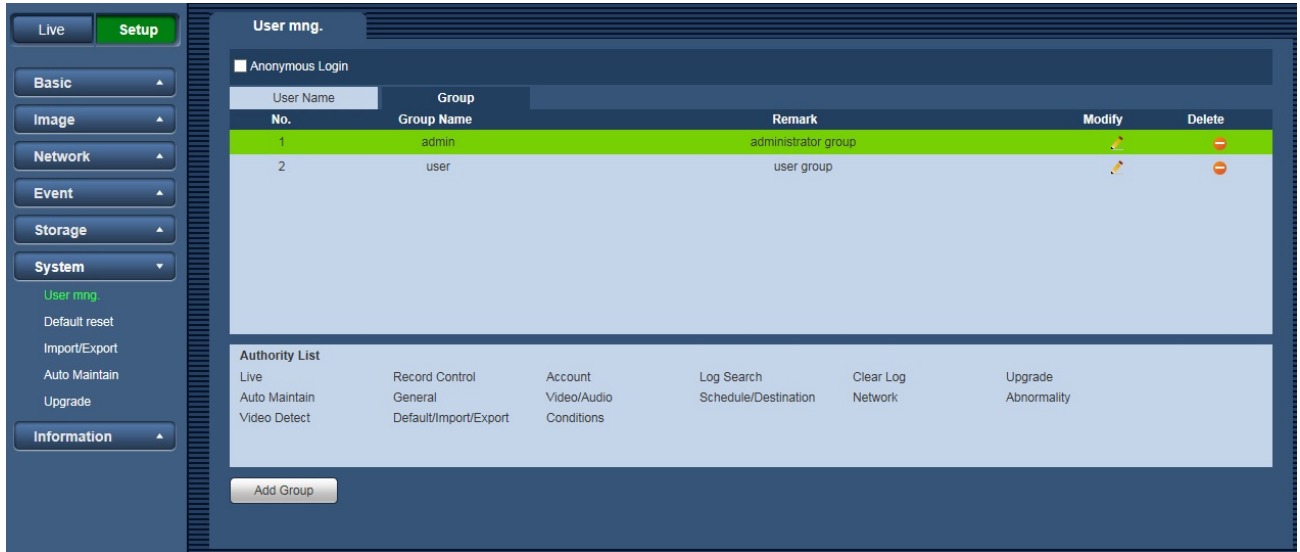 Live Setup
User mng.
Basic
Image
Network
Event
Storage
System
User mng.
Default reset
Import/Export
Auto Maintain
Upgrade
Information
Anonymous Login
User Name Group
No. Group Name Remark Modify Delete
1 admin administrator group
2 user user group
Authority List
Live Record Control Account Log Search Clear Log Upgrade
Auto Maintain General Video/Audio Schedule/Destination Network Abnormality
Video Detect Default/Import/Export Conditions
Add Group